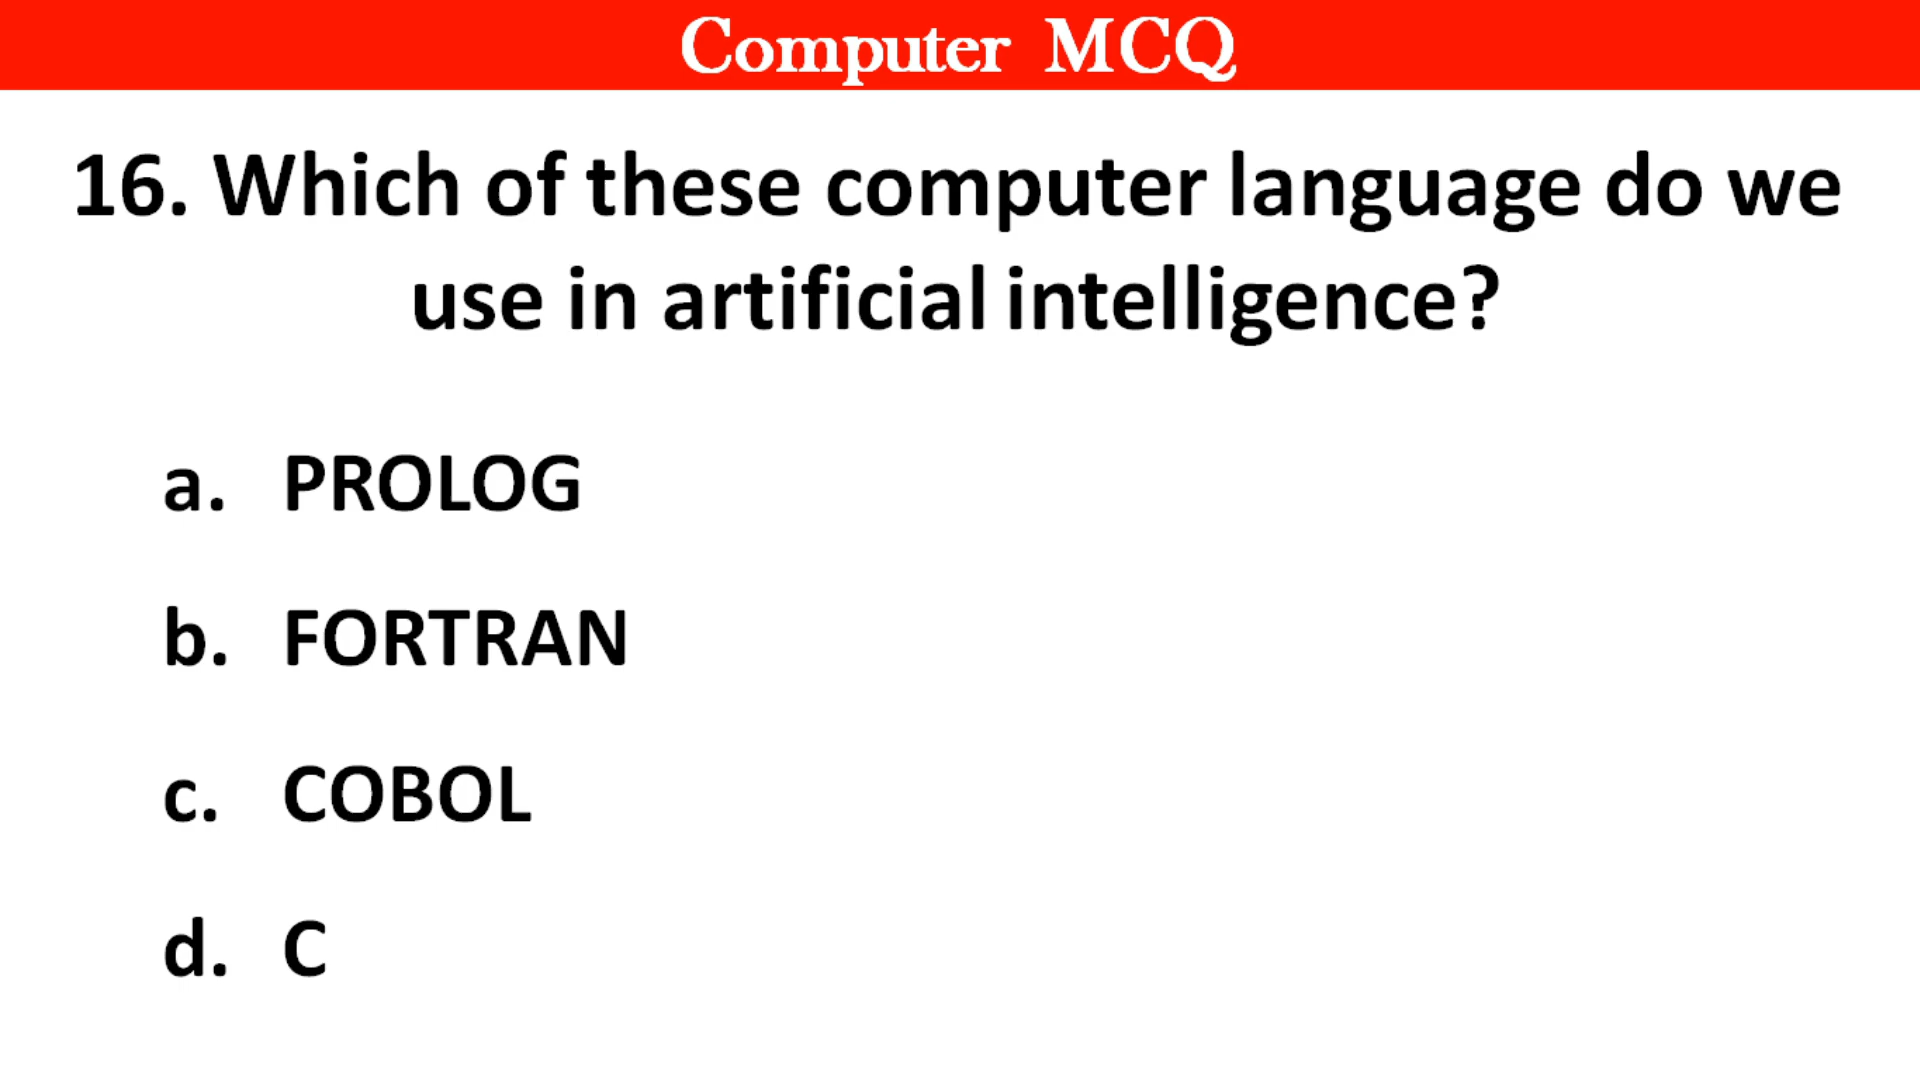 Computer MCQ
16. Which of these computer language do we
use in artificial intelligence?
a. PROLOG
b. FORTRAN
c. COBOL
d. C